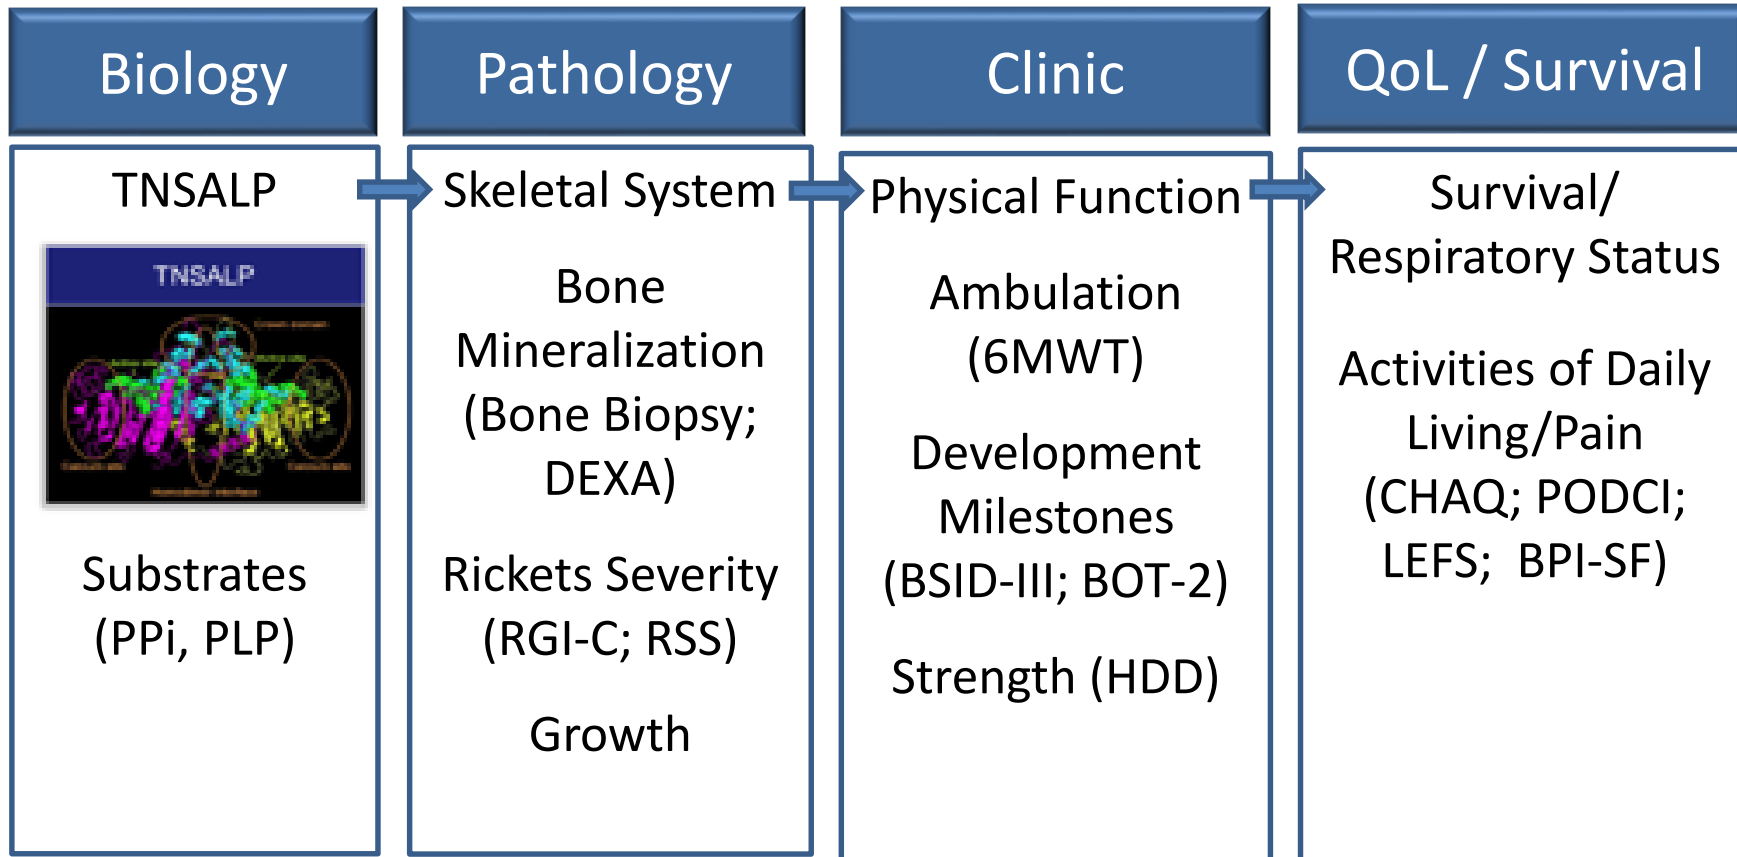 Biology
TNSALP
TNSALP
Substrates
(PPi, PLP)
Pathology
Skeletal System
Bone
Mineralization
(Bone Biopsy;
DEXA)
Rickets Severity
(RGI-C; RSS)
Growth
Clinic
Physical Function
Ambulation
(6MWT)
Development
Milestones
(BSID-III; BOT-2)
Strength (HDD)
QoL / Survival
Survival/
Respiratory Status
Activities of Daily
Living/Pain
(CHAQ; PODCI;
LEFS; BPI-SF)